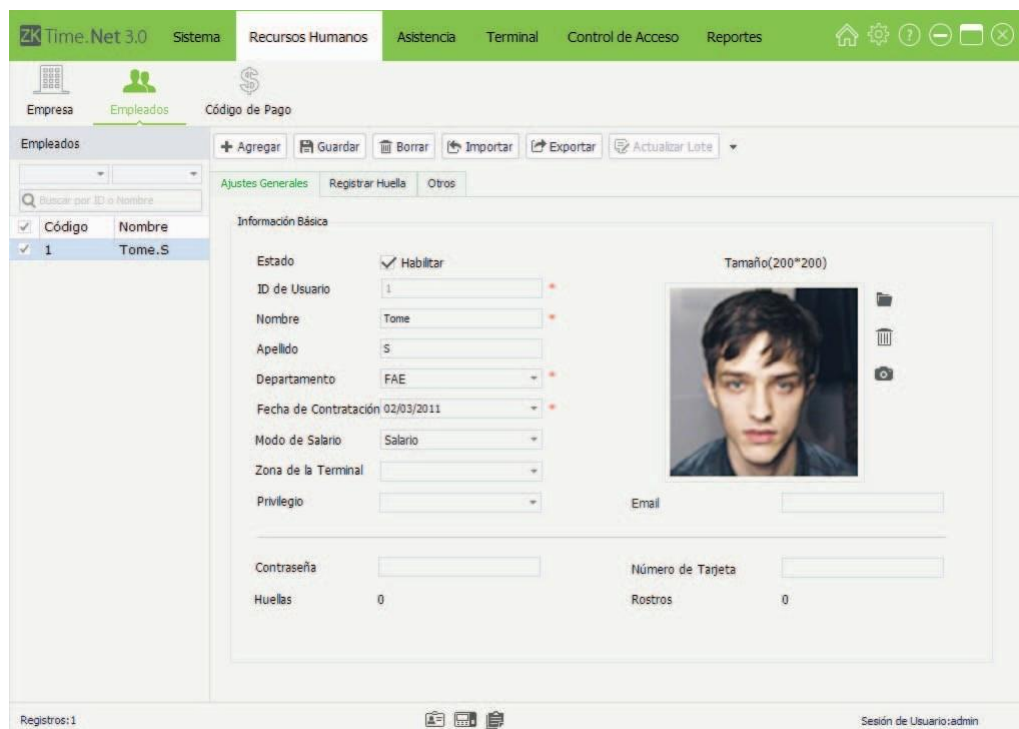 ZK Time.Net 3.0 Sistema Recursos Humanos Asistencia Terminal Control de Acceso Reportes
Empresa Empleados Código de Pago
Empleados
Agregar Guardar Borrar Importar Exportar Actualizar Lote
Ajustes Generales Registrar Huella Otros
Buscar por ID o Nombre
Código Nombre
1 Tome.S
Información Básica
Estado Habilitar Tamaño(200*200)
ID de Usuario 1 *
Nombre Tome *
Apellido S
Departamento FAE *
Fecha de Contratación 02/03/2011 *
Modo de Salario Salario
Zona de la Terminal
Privilegio Email
Contraseña Número de Tarjeta
Huellas 0 Rostros 0
Registros:1 Sesión de Usuario:admin